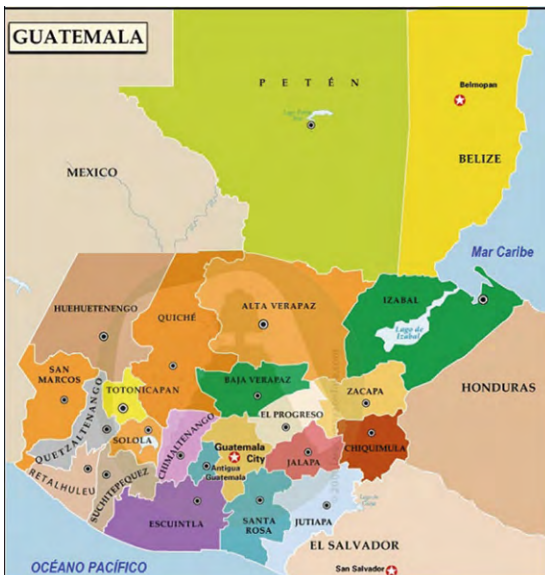 GUATEMALA
PETÉN
Belmopan
BELIZE
MEXICO
Mar Caribe
HUEHUETENENGO
QUICHÉ
ALTA VERAPAZ
IZABAL
Lago de
Izabal
SAN
MARCOS
TOTONICAPAN
BAJA VERAPAZ
ZACAPA
HONDURAS
QUETZALTENANGO
SOLOLA
CHIMALTENANGO
EL PROGRESO
Guatemala
City
CHIQUIMULA
JALAPA
Antigua
Guatemala
RETALHULEU
SUCHITEPEQUEZ
ESCUINTLA
SANTA
ROSA
JUTIAPA
EL SALVADOR
OCÉANO PACÍFICO
San Salvador